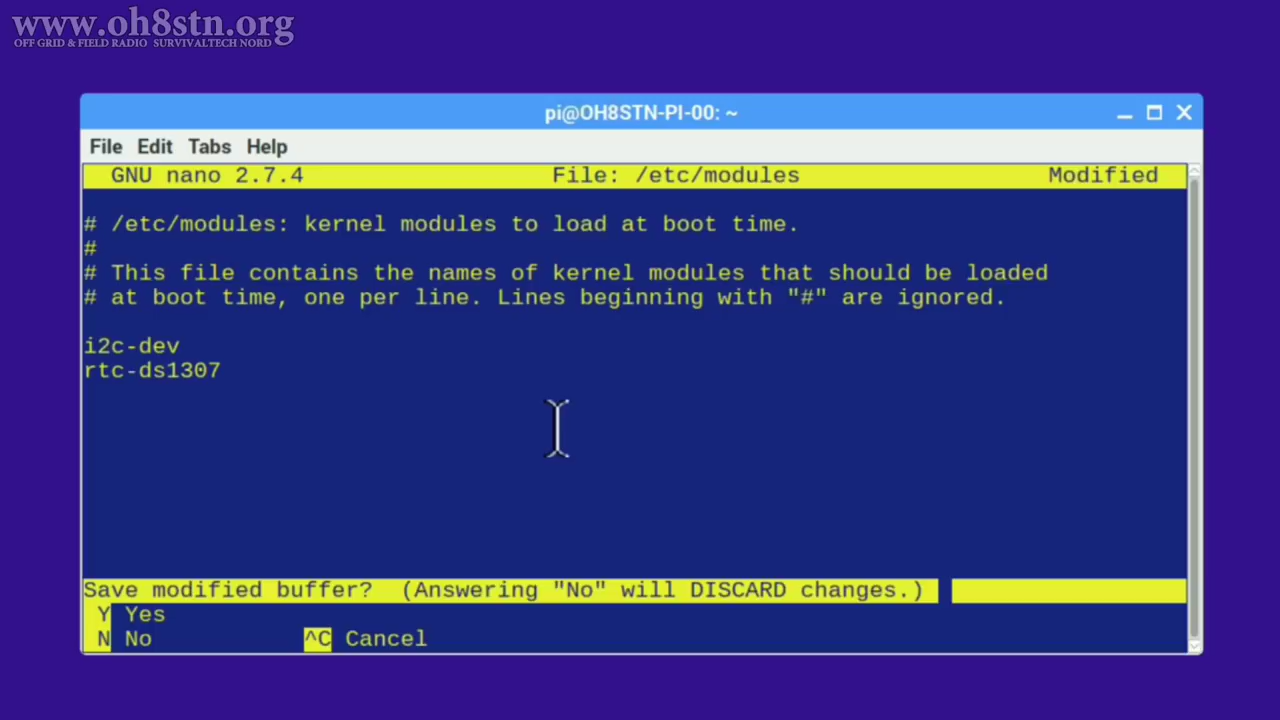 www.oh8stn.org
OFF GRID & FIELD RADIO SURVIVALTECH NORD
pi@OH8STN-PI-00: ~
File Edit Tabs Help
GNU nano 2.7.4 File: /etc/modules Modified
# /etc/modules: kernel modules to load at boot time.
#
# This file contains the names of kernel modules that should be loaded
# at boot time, one per line. Lines beginning with "#" are ignored.
i2c-dev
rtc-ds1307
Save modified buffer? (Answering "No" will DISCARD changes.)
Y Yes
N No ^C Cancel